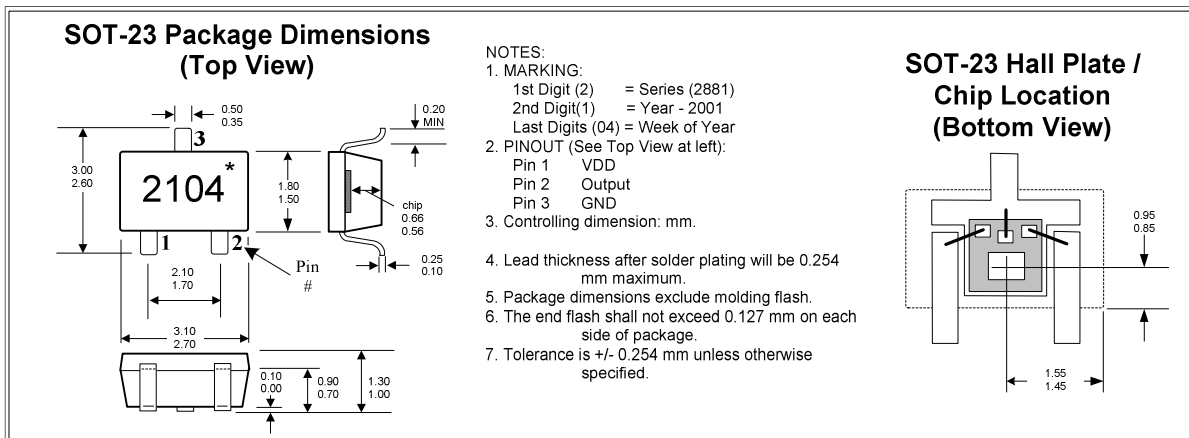 SOT-23 Package Dimensions
(Top View)
0.50
0.35
3
0.20
MIN
3.00
2.60
2104*
1.80
1.50
chip
0.66
0.56
1
2
Pin
#
0.25
0.10
2.10
1.70
3.10
2.70
0.10
0.00
0.90
0.70
1.30
1.00
NOTES:
1. MARKING:
1st Digit (2) = Series (2881)
2nd Digit(1) = Year - 2001
Last Digits (04) = Week of Year
2. PINOUT (See Top View at left):
Pin 1 VDD
Pin 2 Output
Pin 3 GND
3. Controlling dimension: mm.
4. Lead thickness after solder plating will be 0.254
mm maximum.
5. Package dimensions exclude molding flash.
6. The end flash shall not exceed 0.127 mm on each
side of package.
7. Tolerance is +/- 0.254 mm unless otherwise
specified.
SOT-23 Hall Plate /
Chip Location
(Bottom View)
0.95
0.85
1.55
1.45